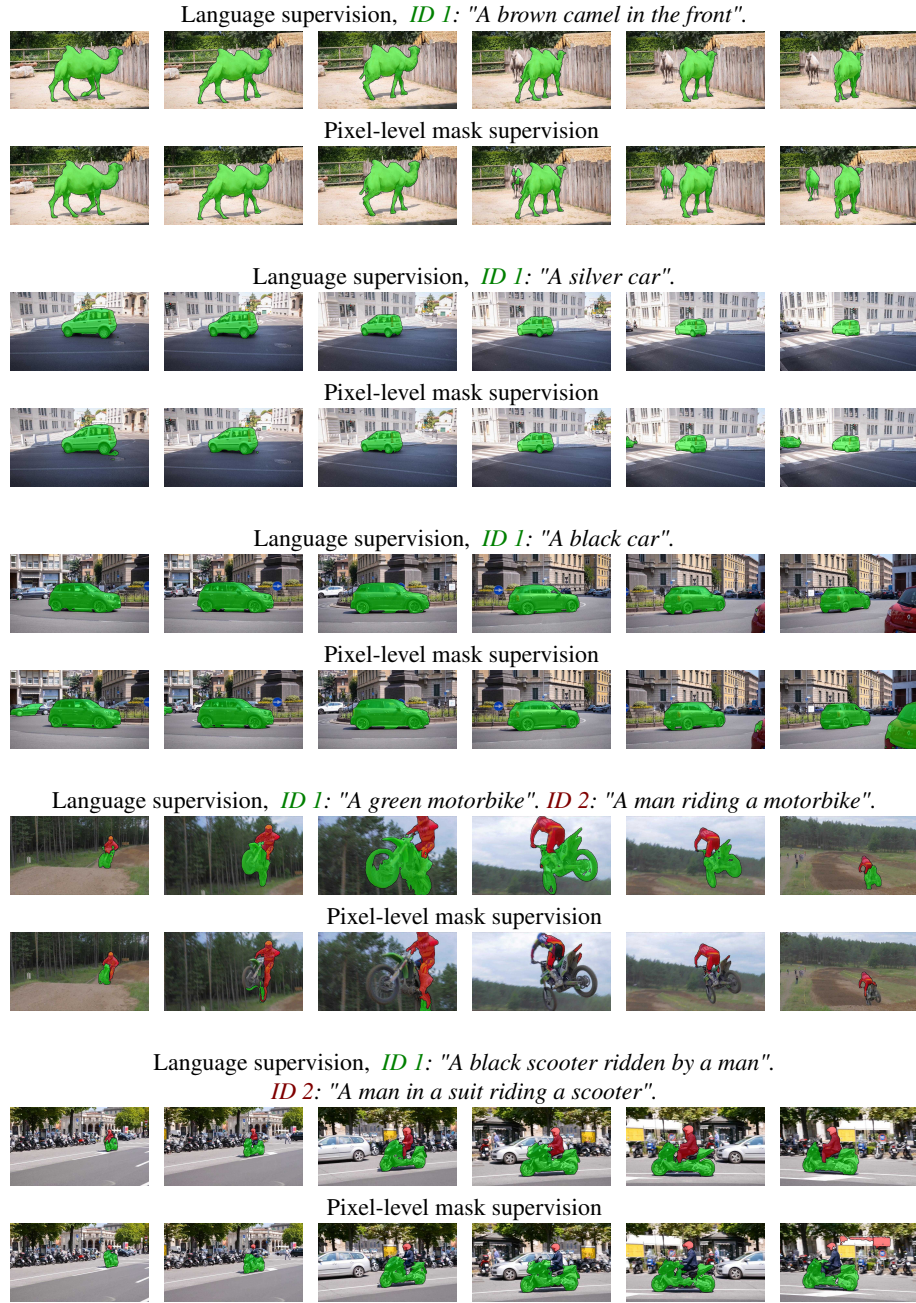 Language supervision, ID 1: "A brown camel in the front".
Pixel-level mask supervision
Language supervision, ID 1: "A silver car".
Pixel-level mask supervision
Language supervision, ID 1: "A black car".
Pixel-level mask supervision
Language supervision, ID 1: "A green motorbike". ID 2: "A man riding a motorbike".
Pixel-level mask supervision
Language supervision, ID 1: "A black scooter ridden by a man".
ID 2: "A man in a suit riding a scooter".
Pixel-level mask supervision